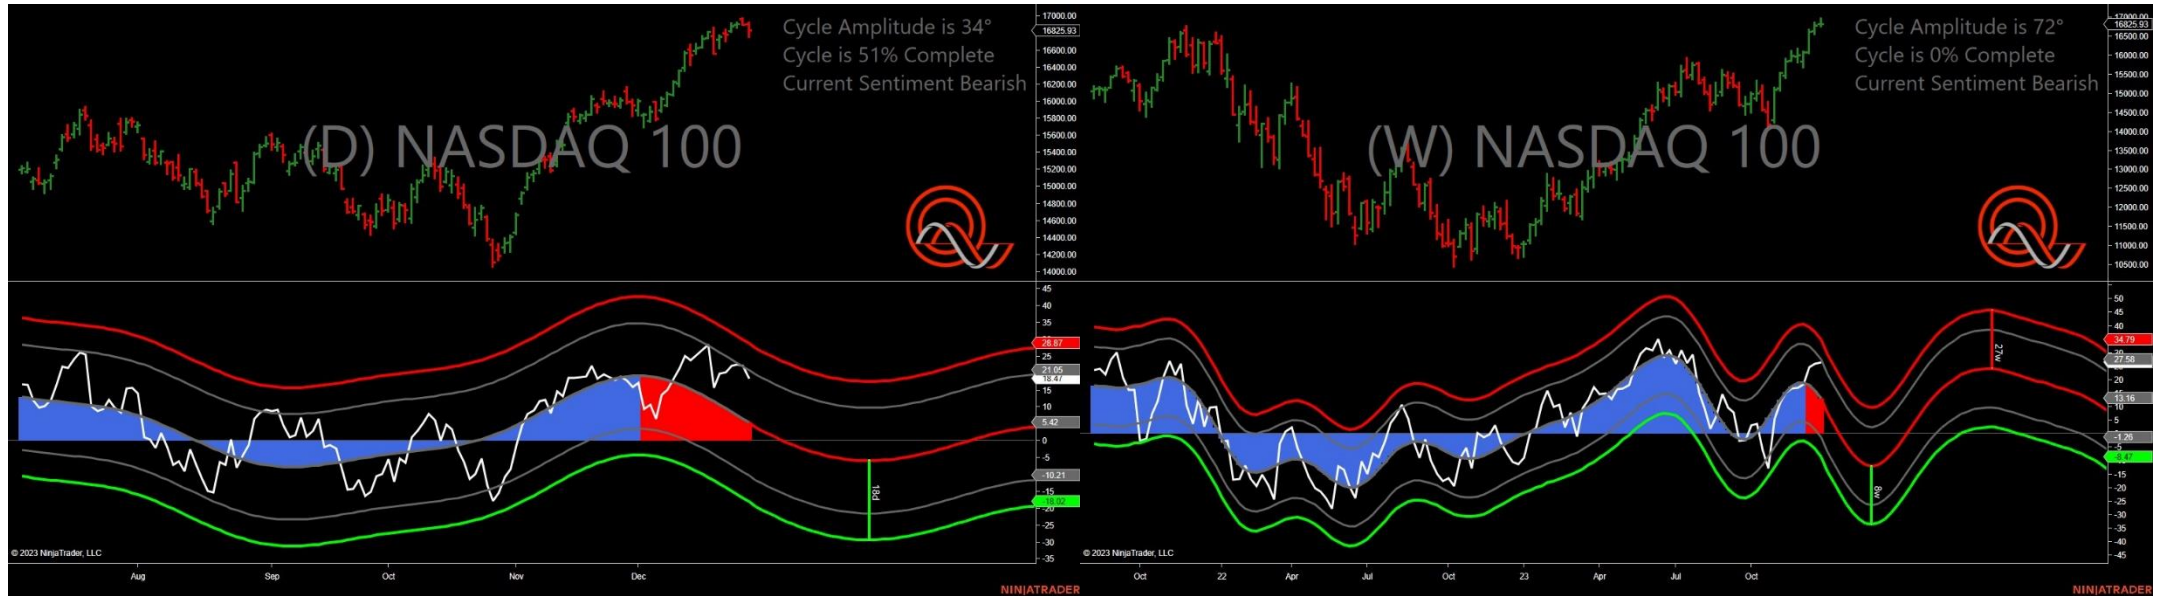 Cycle Amplitude is 34°
Cycle is 51% Complete
Current Sentiment Bearish
(D) NASDAQ 100
17000.00
16825.93
16600.00
16400.00
16200.00
16000.00
15800.00
15600.00
15400.00
15200.00
15000.00
14800.00
14600.00
14400.00
14200.00
14000.00
45
40
35
28.87
25
21.05
18.47
15
10
5.42
0
-5
-10.21
-15
-18.02
-20
-25
-30
-35
18d
© 2023 NinjaTrader, LLC
Aug
Sep
Oct
Nov
Dec
NINJATRADER
Cycle Amplitude is 72°
Cycle is 0% Complete
Current Sentiment Bearish
(W) NASDAQ 100
17000.00
16825.93
16500.00
16000.00
15500.00
15000.00
14500.00
14000.00
13500.00
13000.00
12500.00
12000.00
11500.00
11000.00
10500.00
50
45
40
34.79
27.58
20
13.16
10
5
-1.26
-5
-8.47
-15
-20
-25
-30
-35
-40
-45
27w
8w
© 2023 NinjaTrader, LLC
Oct
22
Apr
Jul
Oct
23
Apr
Jul
Oct
NINJATRADER